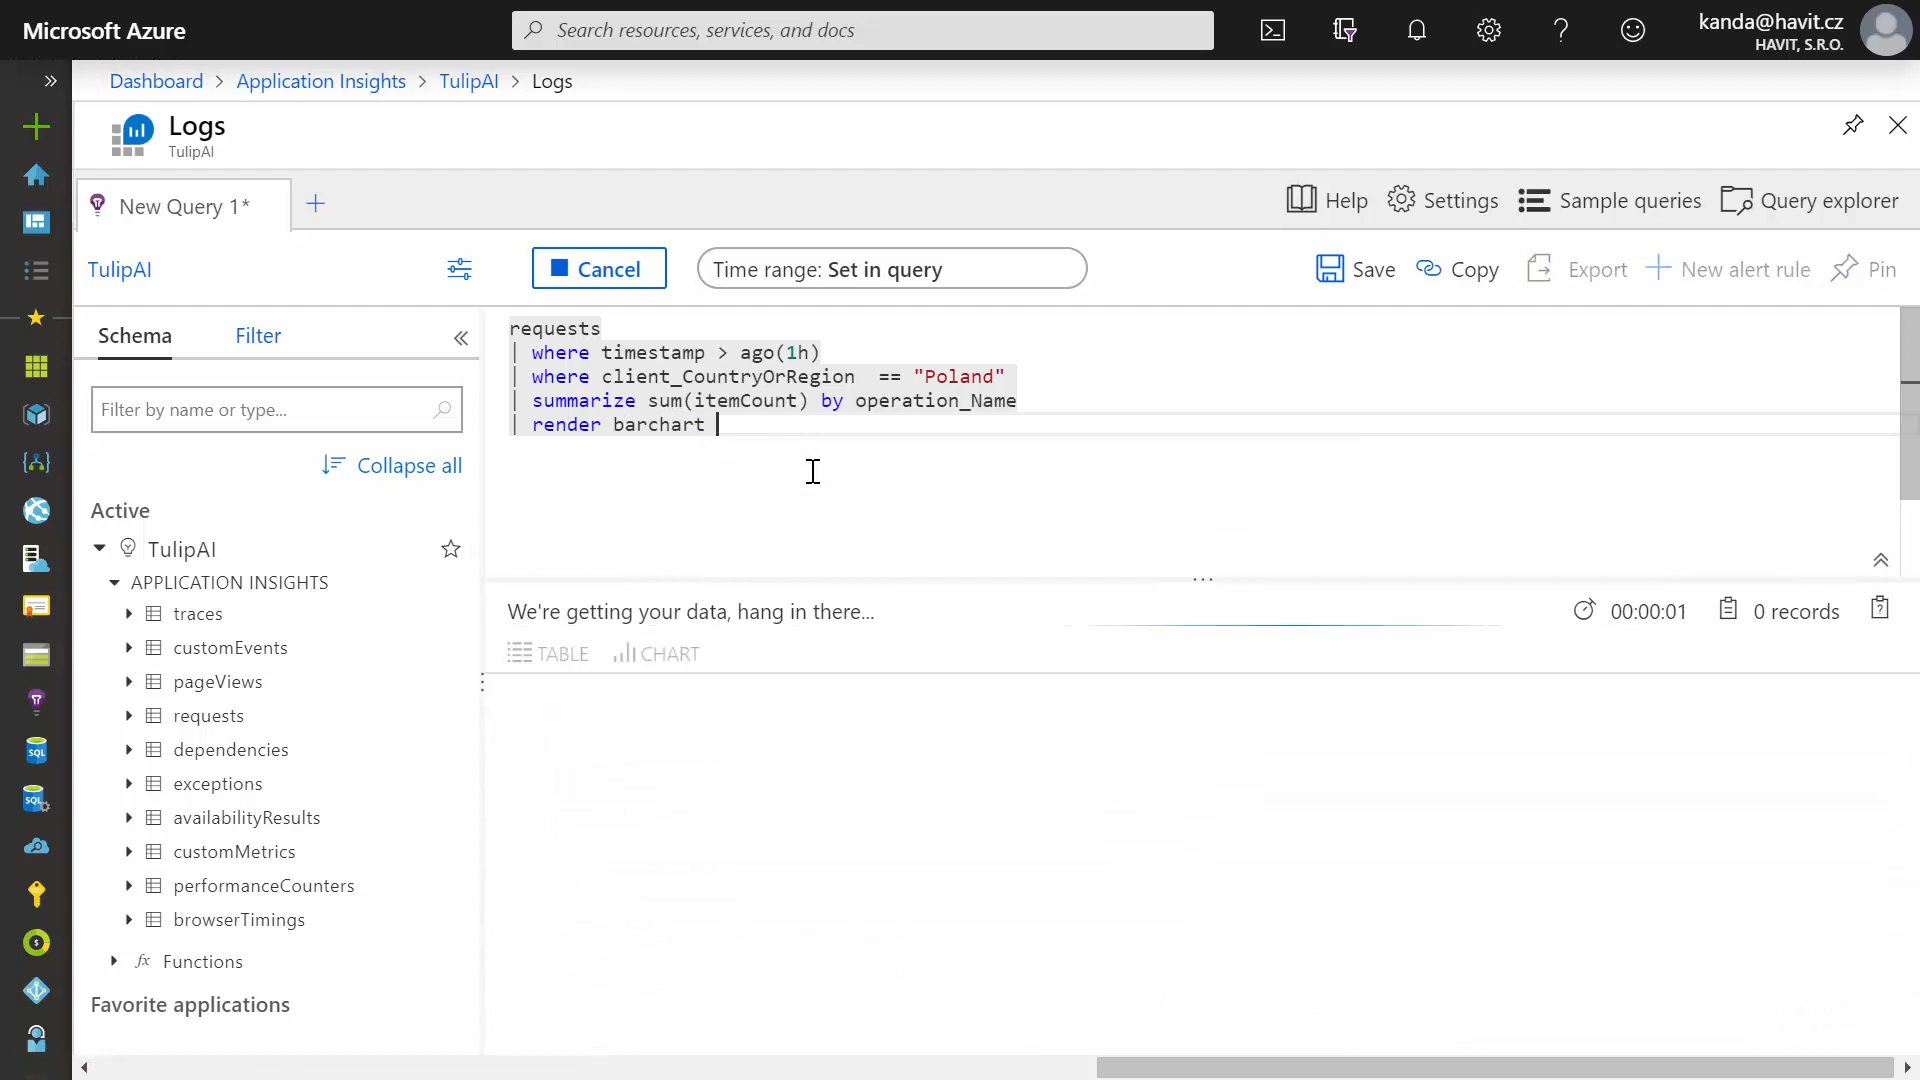 Microsoft Azure
Search resources, services, and docs
kanda@havit.cz
HAVIT, S.R.O.
Dashboard > Application Insights > TulipAI > Logs
Logs
TulipAI
New Query 1*
Help
Settings
Sample queries
Query explorer
TulipAI
Cancel
Time range: Set in query
Save
Copy
Export
New alert rule
Pin
Schema
Filter
Filter by name or type...
Collapse all
Active
TulipAI
APPLICATION INSIGHTS
traces
customEvents
pageViews
requests
dependencies
exceptions
availabilityResults
customMetrics
performanceCounters
browserTimings
fx Functions
Favorite applications
requests
| where timestamp > ago(1h)
| where client_CountryOrRegion  == "Poland"
| summarize sum(itemCount) by operation_Name
| render barchart
We're getting your data, hang in there...
00:00:01
0 records
TABLE
CHART
SQL
SQL